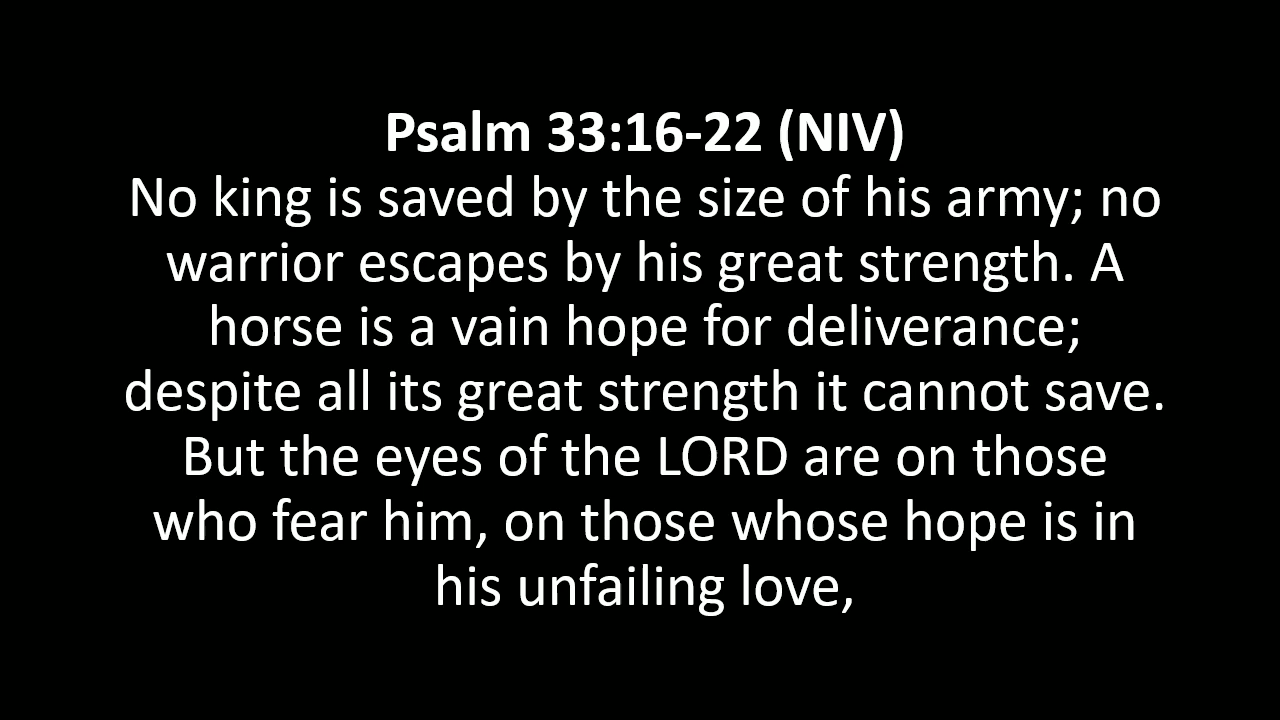 Psalm 33:16-22 (NIV)
No king is saved by the size of his army; no
warrior escapes by his great strength. A
horse is a vain hope for deliverance;
despite all its great strength it cannot save.
But the eyes of the LORD are on those
who fear him, on those whose hope is in
his unfailing love,